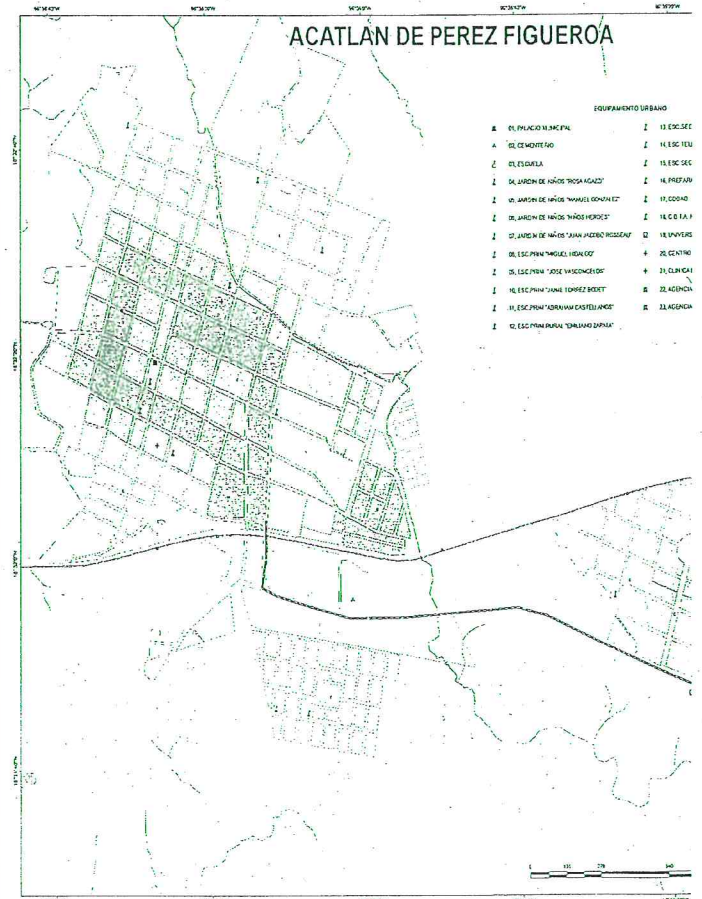 ACATLAN DE PEREZ FIGUEROA
EQUIPAMIENTO URBANO
01, PALACIO MUNICIPAL
02, CEMENTERIO
03, ESCUELA
04, JARDIN DE NIÑOS "ROSA AGAZO"
05, JARDIN DE NIÑOS "MANUEL GONZALEZ"
06, JARDIN DE NIÑOS "NIÑOS HEROES"
07, JARDIN DE NIÑOS "JUAN JACOBO ROSSEAU"
08, ESC.PRIM "MIGUEL HIDALGO"
09, ESC.PRIM "JOSE VASCONCELOS"
10, ESC.PRIM "JAIME TORREZ BODET"
11, ESC.PRIM "ABRAHAM CASTELLANOS"
12, ESC.PRIM RURAL "EMILIANO ZAPATA"
13, ESC.SEC
14, ESC.TELE
15, ESC.SEC
16, PREPARA
17, COBAO
18, C.B.T.A.
19, UNIVERS
20, CENTRO
21, CLINICA
22, AGENCIA
23, AGENCIA